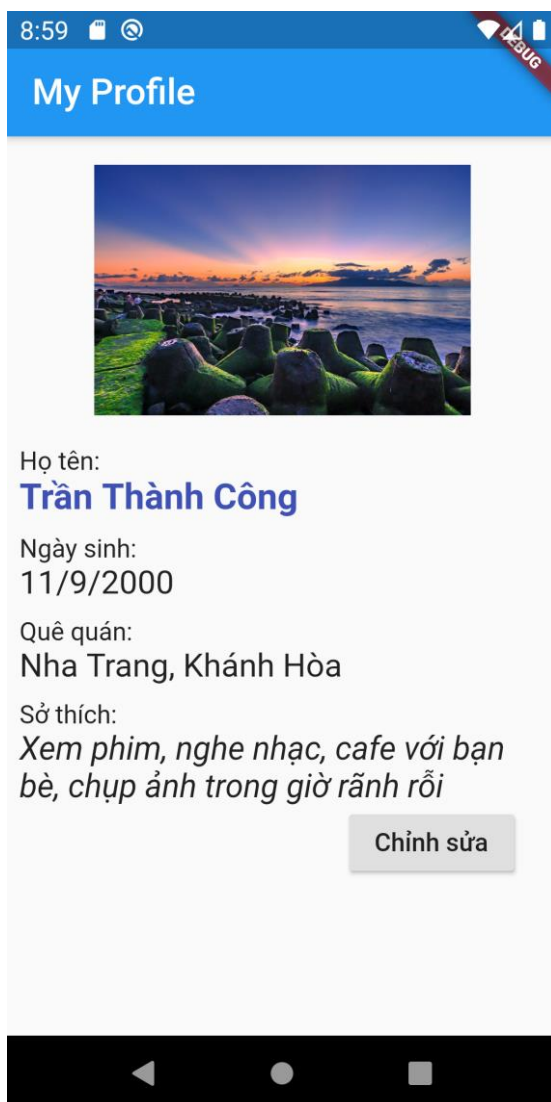 8:59
DEBUG
My Profile
Họ tên:
Trần Thành Công
Ngày sinh:
11/9/2000
Quê quán:
Nha Trang, Khánh Hòa
Sở thích:
Xem phim, nghe nhạc, cafe với bạn
bè, chụp ảnh trong giờ rãnh rỗi
Chỉnh sửa